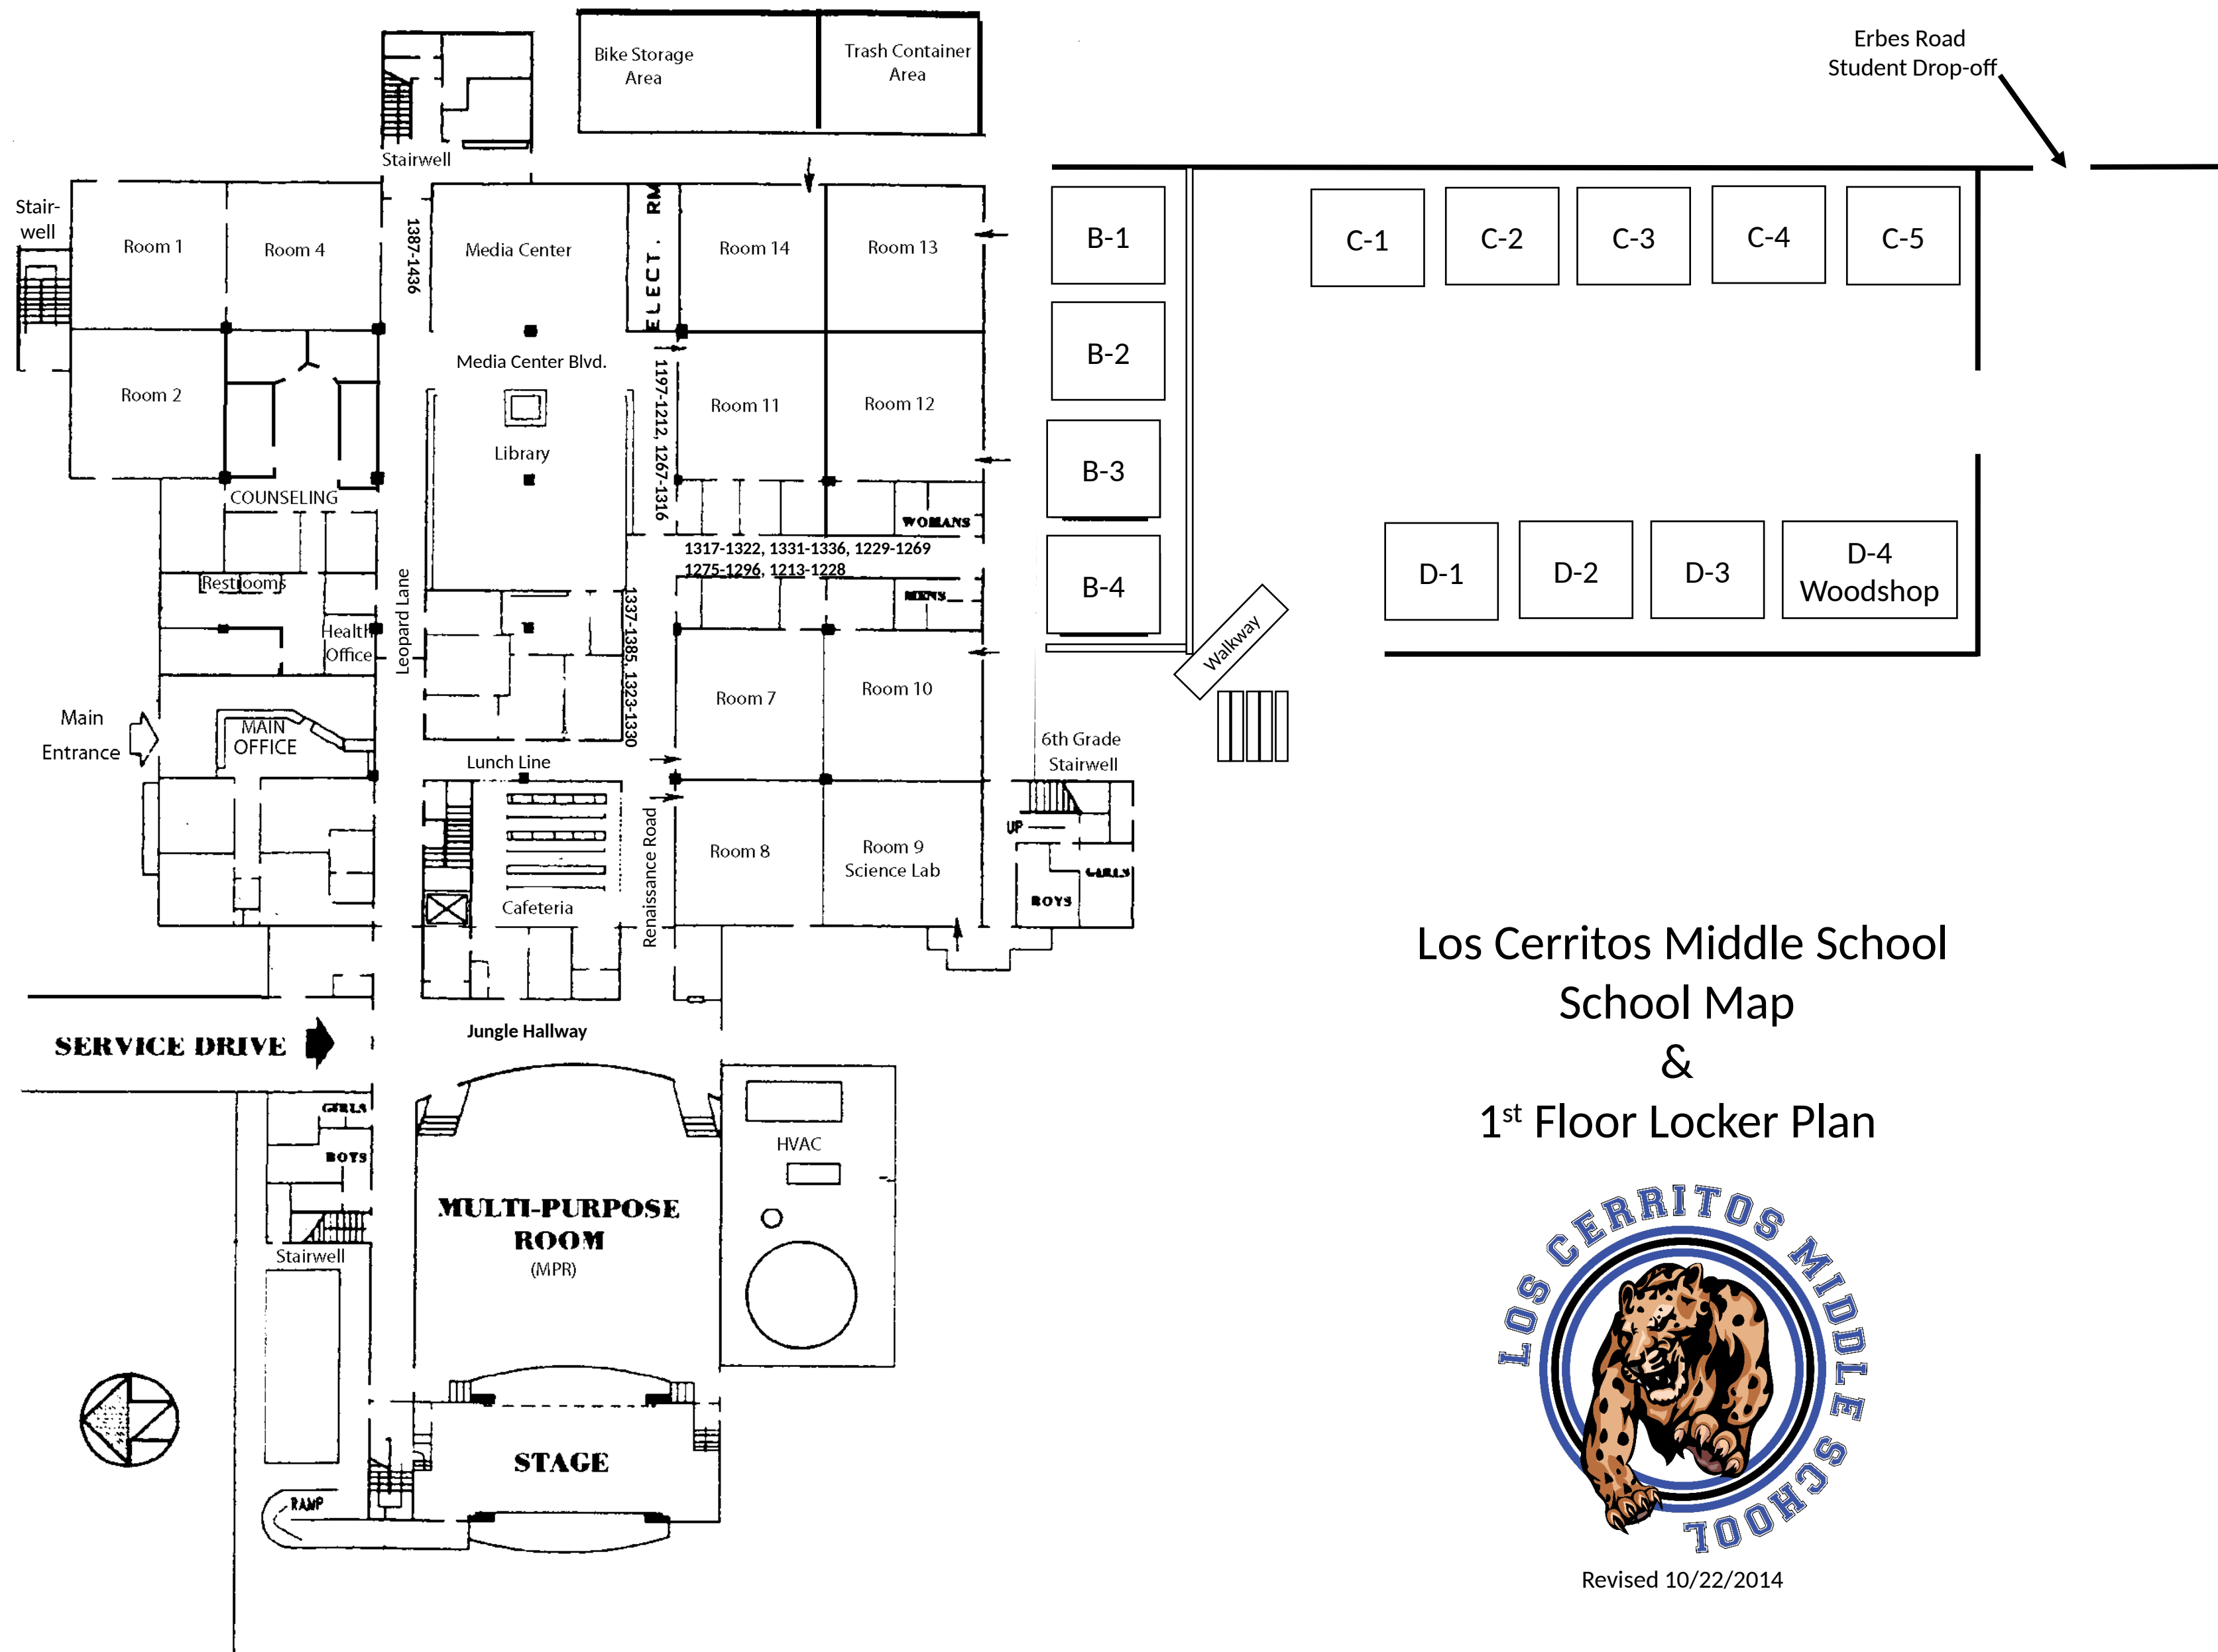 Bike Storage
Area
Trash Container
Area
Erbes Road
Student Drop-off
Stairwell
Stair-
well
Room 1
Room 4
1387-1436
Media Center
ELECT. RM
Room 14
Room 13
B-1
C-1
C-2
C-3
C-4
C-5
Room 2
Media Center Blvd.
1197-1212, 1267-1316
Room 11
Room 12
B-2
Library
B-3
COUNSELING
WOMANS
1317-1322, 1331-1336, 1229-1269
1275-1296, 1213-1228
Restrooms
Leopard Lane
MENS
B-4
D-1
D-2
D-3
D-4
Woodshop
Health
Office
1337-1385, 1323-1330
Walkway
Room 7
Room 10
Main
Entrance
MAIN
OFFICE
Lunch Line
6th Grade
Stairwell
Renaissance Road
Room 8
Room 9
Science Lab
UP
GIRLS
BOYS
Cafeteria
Los Cerritos Middle School
School Map
&
1st Floor Locker Plan
Jungle Hallway
SERVICE DRIVE
GIRLS
BOYS
HVAC
MULTI-PURPOSE
ROOM
(MPR)
Stairwell
LOS CERRITOS MIDDLE SCHOOL
STAGE
RAMP
Revised 10/22/2014